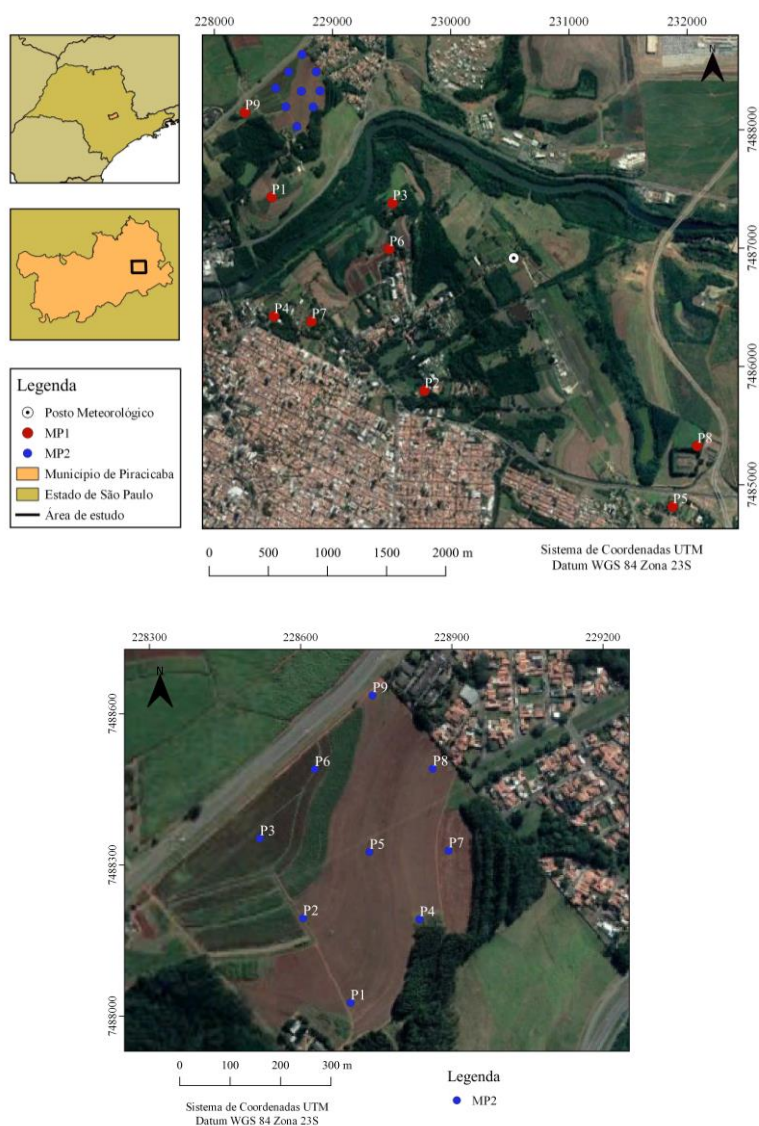 228000 229000 230000 231000 232000
N
P9
7488000
P1
P3
P6
7487000
P4
P7
7486000
P2
P8
7485000
P5
Legenda
Posto Meteorológico
MP1
MP2
Municipio de Piracicaba
Estado de São Paulo
Área de estudo
0 500 1000 1500 2000 m
Sistema de Coordenadas UTM
Datum WGS 84 Zona 23S
228300 228600 228900 229200
N
7488600
P9
P6
P8
P3
P5
P7
7488300
P2
P4
P1
7488000
0 100 200 300 m
Sistema de Coordenadas UTM
Datum WGS 84 Zona 23S
Legenda
MP2